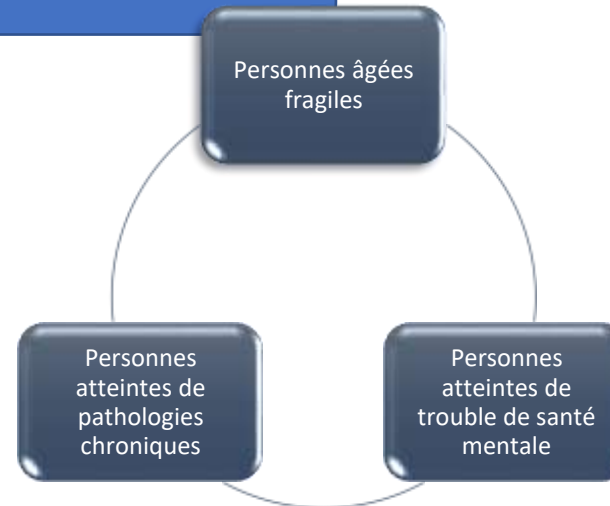 Personnes âgées
fragiles
Personnes
atteintes de
pathologies
chroniques
Personnes
atteintes de
trouble de santé
mentale